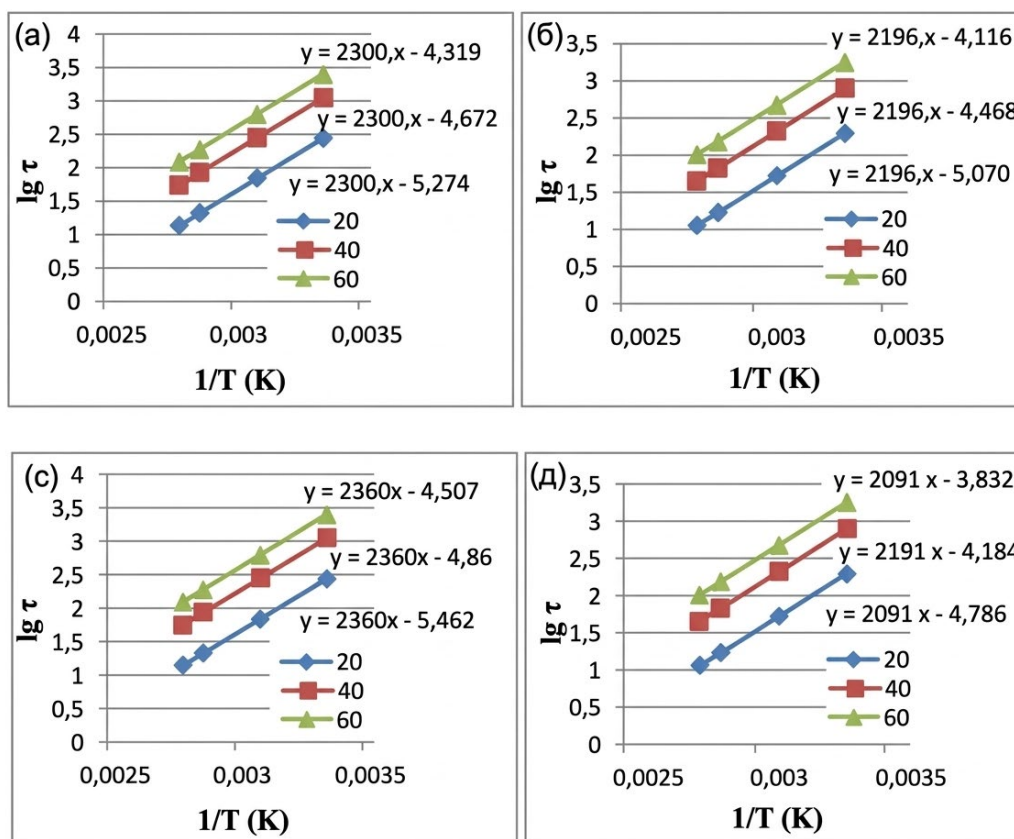 (а)
4
3,5
3
2,5
2
1,5
1
0,5
0
lg τ
y = 2300,x - 4,319
y = 2300,x - 4,672
y = 2300,x - 5,274
20
40
60
0,0025
0,003
0,0035
1/T (K)
(б)
3,5
3
2,5
2
1,5
1
0,5
0
lg τ
y = 2196,x - 4,116
y = 2196,x - 4,468
y = 2196,x - 5,070
20
40
60
0,0025
0,003
0,0035
1/T (K)
(с)
4
3,5
3
2,5
2
1,5
1
0,5
0
lg τ
y = 2360x - 4,507
y = 2360x - 4,86
y = 2360x - 5,462
20
40
60
0,0025
0,003
0,0035
1/T (K)
(д)
3,5
3
2,5
2
1,5
1
0,5
0
lg τ
y = 2091 x - 3,832
y = 2191 x - 4,184
y = 2091 x - 4,786
20
40
60
0,0025
0,003
0,0035
1/T (K)